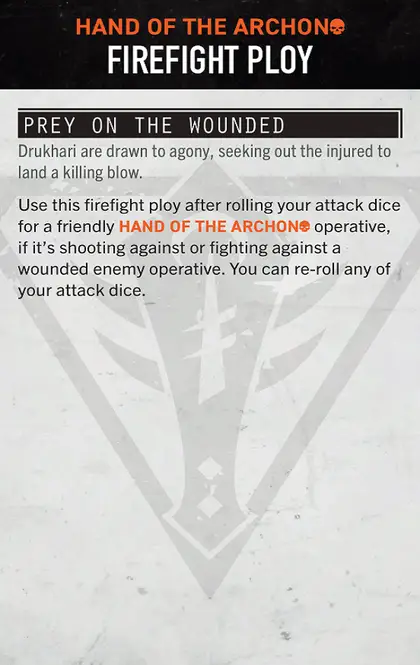 HAND OF THE ARCHON
FIREFIGHT PLOY
PREY ON THE WOUNDED
Drukhari are drawn to agony, seeking out the injured to
land a killing blow.
Use this firefight ploy after rolling your attack dice
for a friendly HAND OF THE ARCHON operative,
if it’s shooting against or fighting against a
wounded enemy operative. You can re-roll any of
your attack dice.